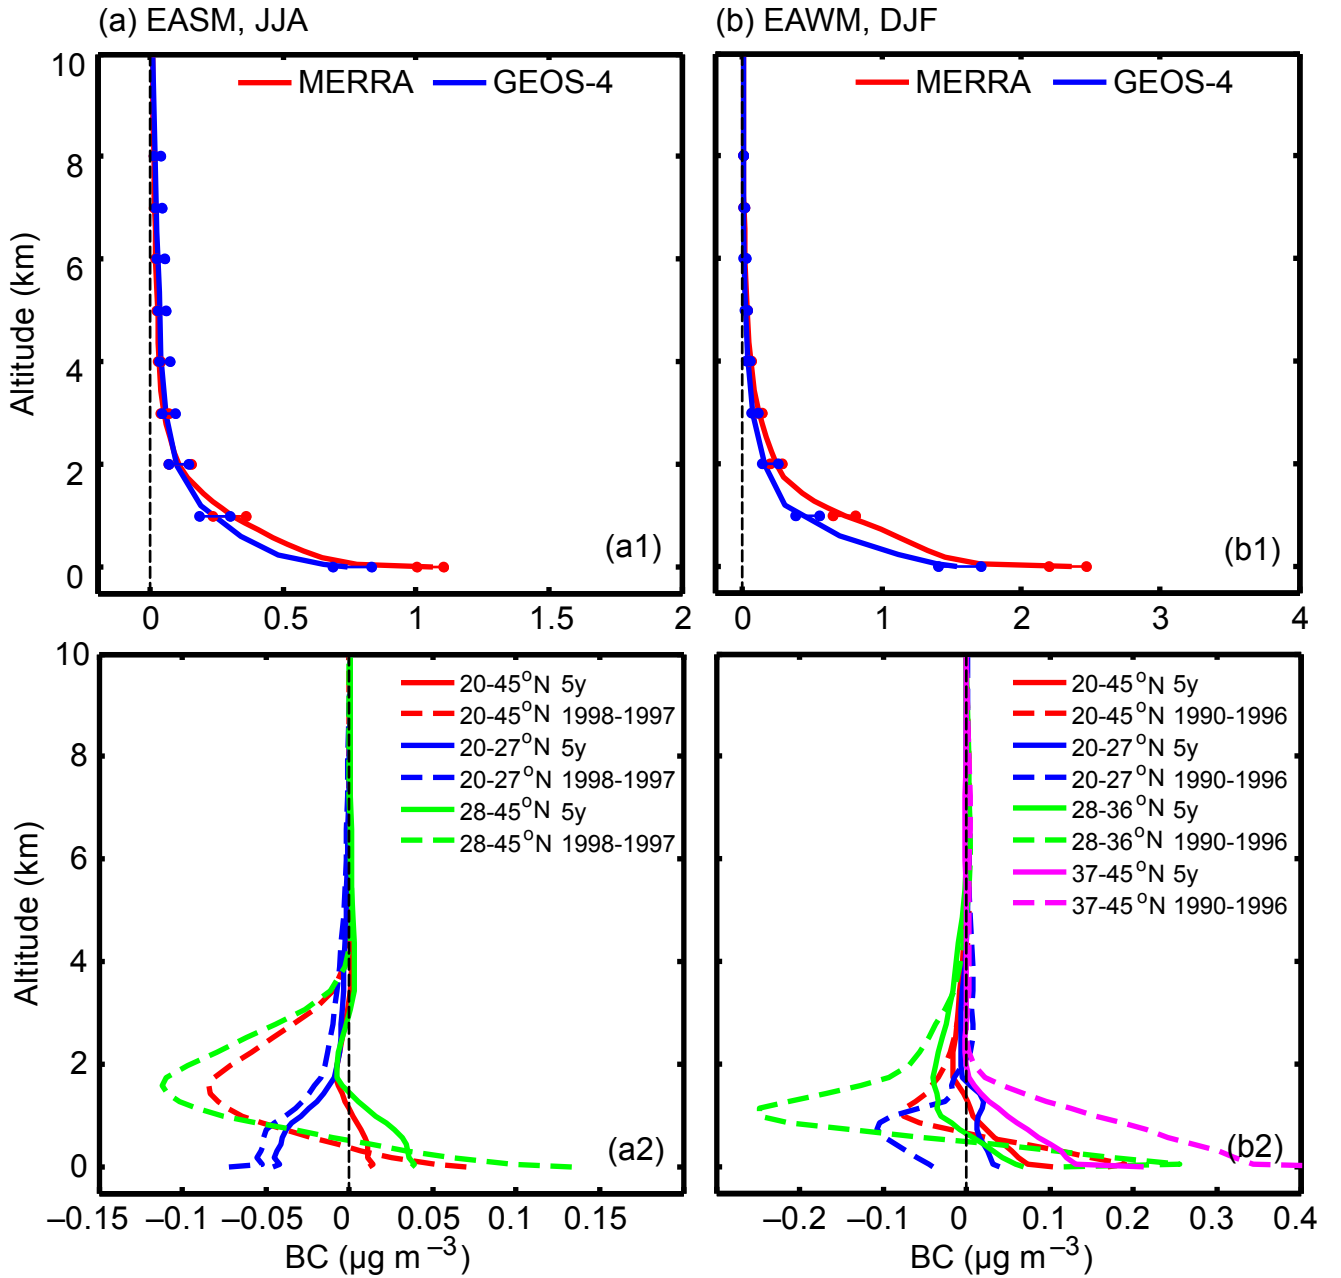 (a) EASM, JJA
(b) EAWM, DJF
10
8
6
4
2
0
Altitude (km)
MERRA GEOS-4
(a1)
0 0.5 1 1.5 2
MERRA GEOS-4
(b1)
0 1 2 3 4
10
8
6
4
2
0
Altitude (km)
20-45°N 5y
20-45°N 1998-1997
20-27°N 5y
20-27°N 1998-1997
28-45°N 5y
28-45°N 1998-1997
(a2)
−0.15 −0.1 −0.05 0 0.05 0.1 0.15
BC (μg m⁻³)
10
8
6
4
2
0
20-45°N 5y
20-45°N 1990-1996
20-27°N 5y
20-27°N 1990-1996
28-36°N 5y
28-36°N 1990-1996
37-45°N 5y
37-45°N 1990-1996
(b2)
−0.2 −0.1 0 0.1 0.2 0.3 0.4
BC (μg m⁻³)